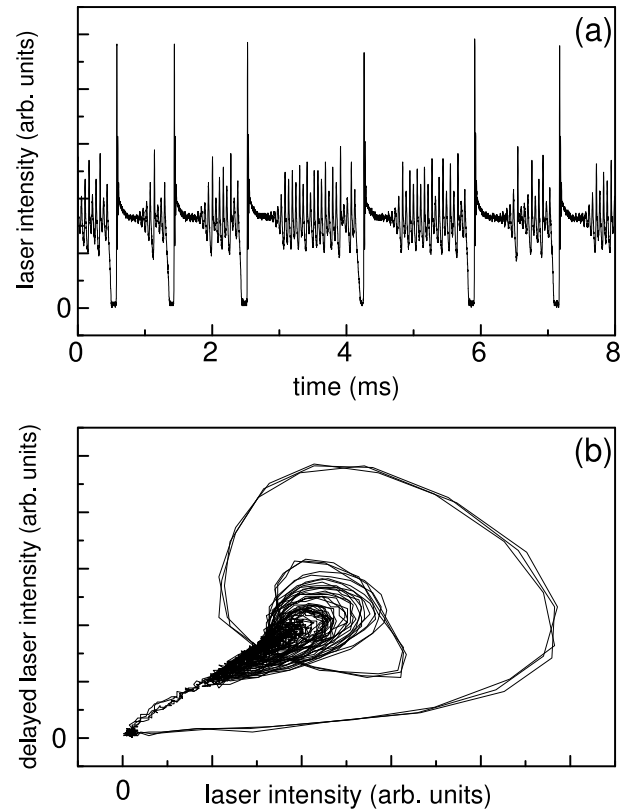 (a)
laser intensity (arb. units)
0
0 2 4 6 8
time (ms)
(b)
delayed laser intensity (arb. units)
0
0
laser intensity (arb. units)